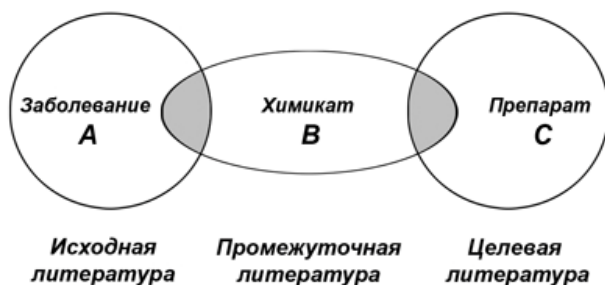 Заболевание Химикат Препарат
A B C
Исходная Промежуточная Целевая
литература литература литература